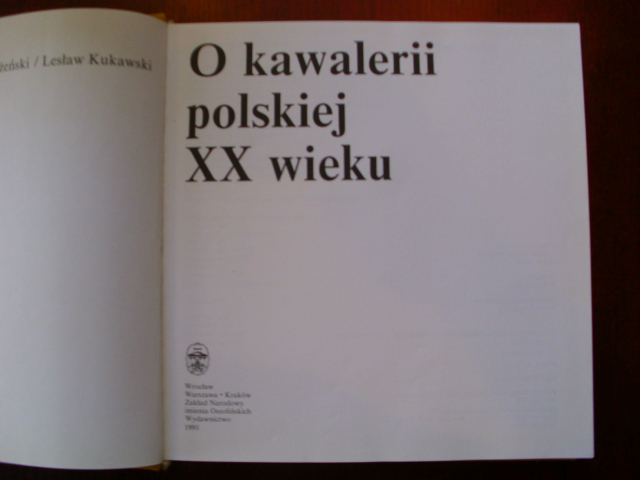 / Lesław Kukawski
O kawalerii
polskiej
XX wieku
Wrocław
Warszawa • Kraków
Zakład Narodowy
imienia Ossolińskich
Wydawnictwo